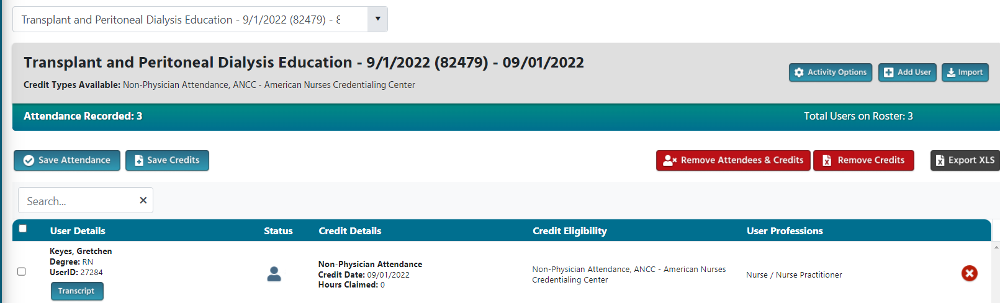 Transplant and Peritoneal Dialysis Education - 9/1/2022 (82479) - 8
Transplant and Peritoneal Dialysis Education - 9/1/2022 (82479) - 09/01/2022
Credit Types Available: Non-Physician Attendance, ANCC - American Nurses Credentialing Center
Activity Options
Add User
Import
Attendance Recorded: 3
Total Users on Roster: 3
Save Attendance
Save Credits
Remove Attendees & Credits
Remove Credits
Export XLS
Search...
User Details
Status
Credit Details
Credit Eligibility
User Professions
Keyes, Gretchen
Degree: RN
UserID: 27284
Transcript
Non-Physician Attendance
Credit Date: 09/01/2022
Hours Claimed: 0
Non-Physician Attendance, ANCC - American Nurses
Credentialing Center
Nurse / Nurse Practitioner